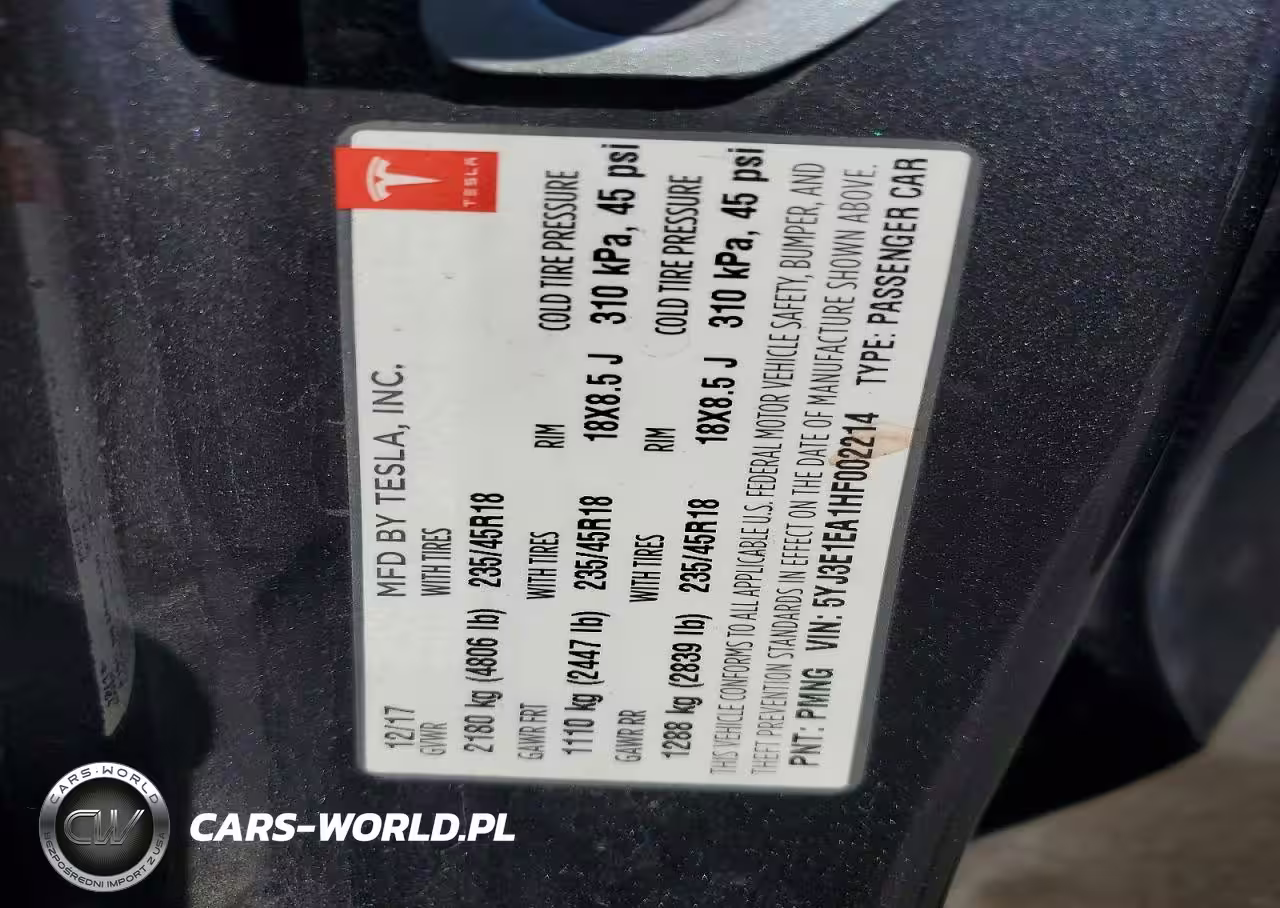 TESLA
MFD BY TESLA, INC.
12/17
GVWR WITH TIRES
2180 kg (4806 lb) 235/45R18
GAWR FRT WITH TIRES RIM COLD TIRE PRESSURE
1110 kg (2447 lb) 235/45R18 18X8.5 J 310 kPa, 45 psi
GAWR RR WITH TIRES RIM COLD TIRE PRESSURE
1288 kg (2839 lb) 235/45R18 18X8.5 J 310 kPa, 45 psi
THIS VEHICLE CONFORMS TO ALL APPLICABLE U.S. FEDERAL MOTOR VEHICLE SAFETY, BUMPER, AND
THEFT PREVENTION STANDARDS IN EFFECT ON THE DATE OF MANUFACTURE SHOWN ABOVE.
PNT: PMNG VIN: 5YJ3E1EA1HF002214 TYPE: PASSENGER CAR
CARS-WORLD
CW
BEZPOŚREDNI IMPORT Z USA
CARS-WORLD.PL